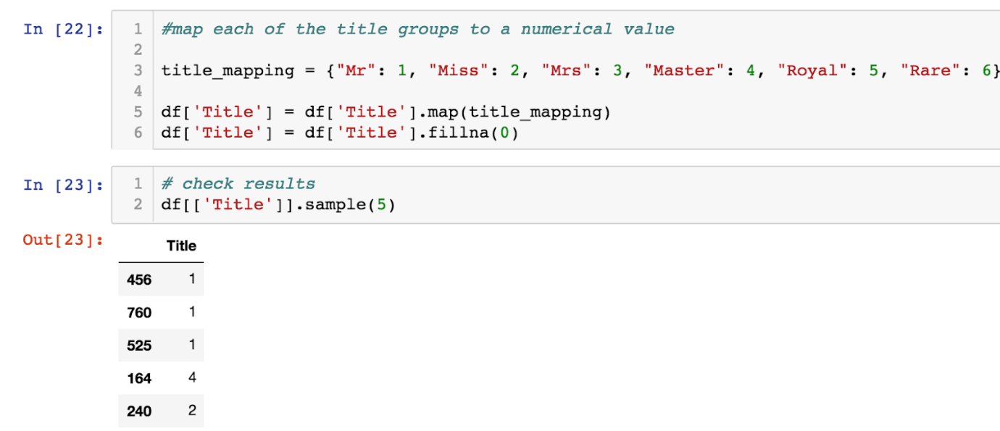 In [22]:
1 #map each of the title groups to a numerical value
2
3 title_mapping = {"Mr": 1, "Miss": 2, "Mrs": 3, "Master": 4, "Royal": 5, "Rare": 6}
4
5 df['Title'] = df['Title'].map(title_mapping)
6 df['Title'] = df['Title'].fillna(0)
In [23]:
1 # check results
2 df[['Title']].sample(5)
Out[23]:
Title
456 1
760 1
525 1
164 4
240 2